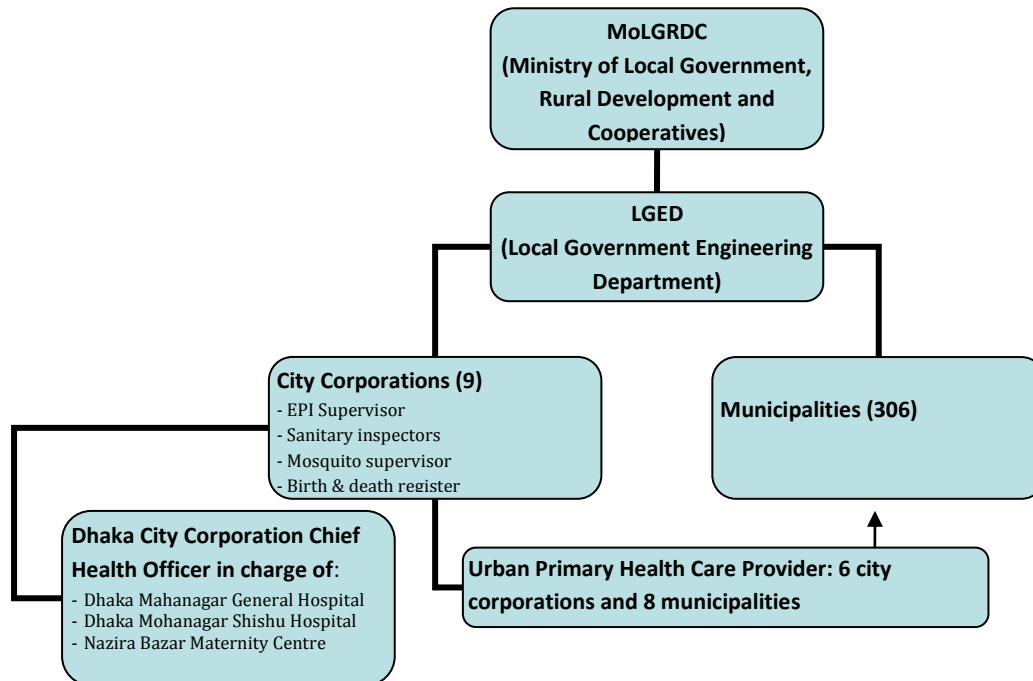 MoLGRDC
(Ministry of Local Government,
Rural Development and
Cooperatives)
LGED
(Local Government Engineering
Department)
City Corporations (9)
- EPI Supervisor
- Sanitary inspectors
- Mosquito supervisor
- Birth & death register
Municipalities (306)
Dhaka City Corporation Chief
Health Officer in charge of:
- Dhaka Mahanagar General Hospital
- Dhaka Mohanagar Shishu Hospital
- Nazira Bazar Maternity Centre
Urban Primary Health Care Provider: 6 city
corporations and 8 municipalities